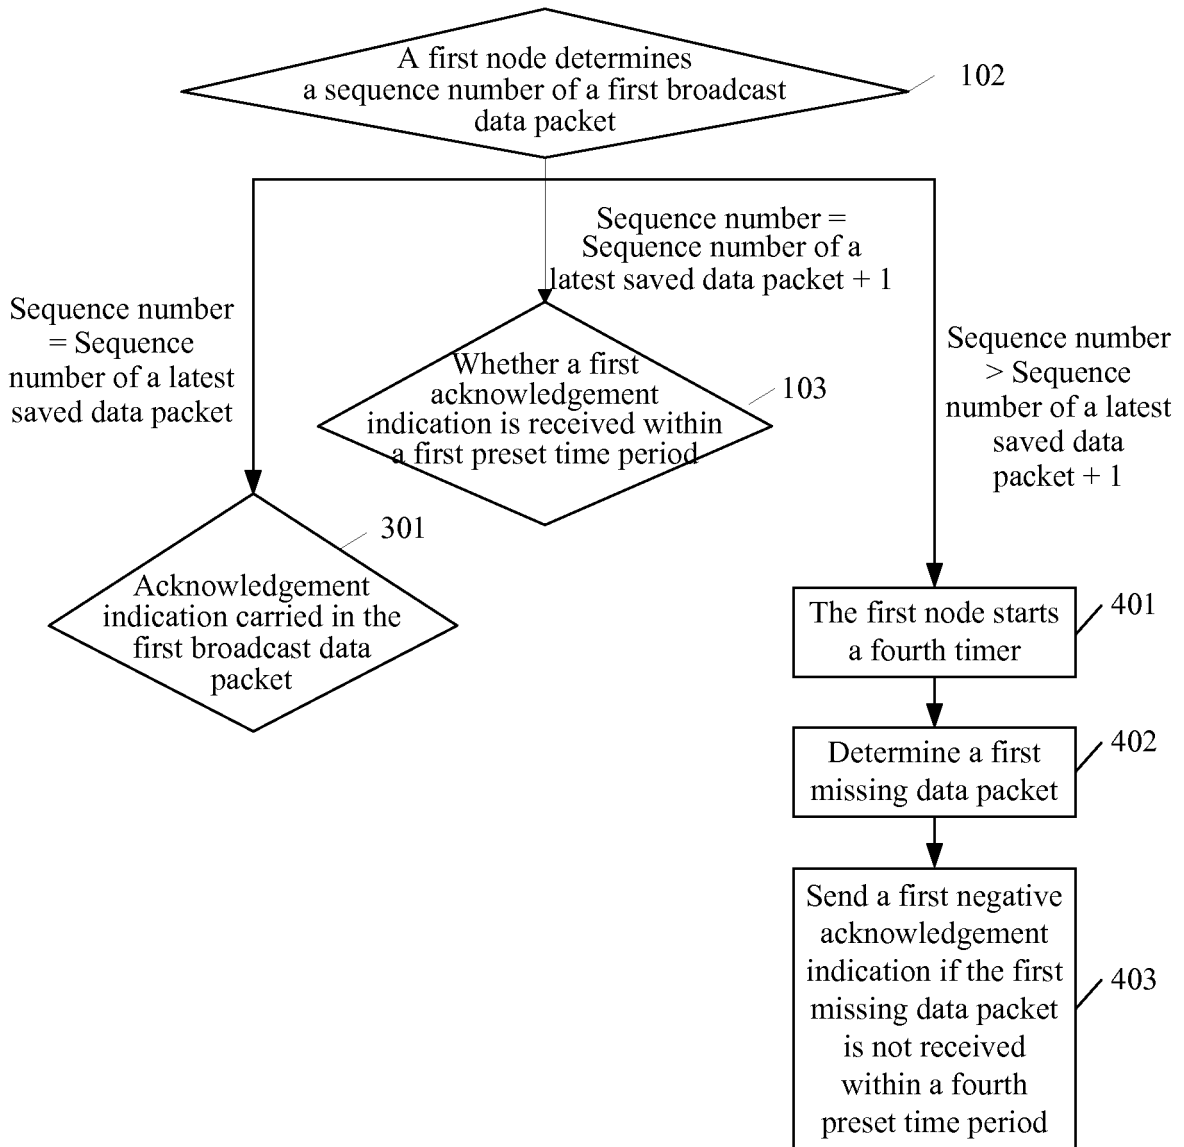 A first node determines
a sequence number of a first broadcast
data packet
102
Sequence number =
Sequence number of a
latest saved data packet + 1
Sequence number
= Sequence
number of a latest
saved data packet
Sequence number
> Sequence
number of a latest
saved data
packet + 1
Whether a first
acknowledgement
indication is received within
a first preset time period
103
301
Acknowledgement
indication carried in the
first broadcast data
packet
The first node starts
a fourth timer
401
Determine a first
missing data packet
402
Send a first negative
acknowledgement
indication if the first
missing data packet
is not received
within a fourth
preset time period
403